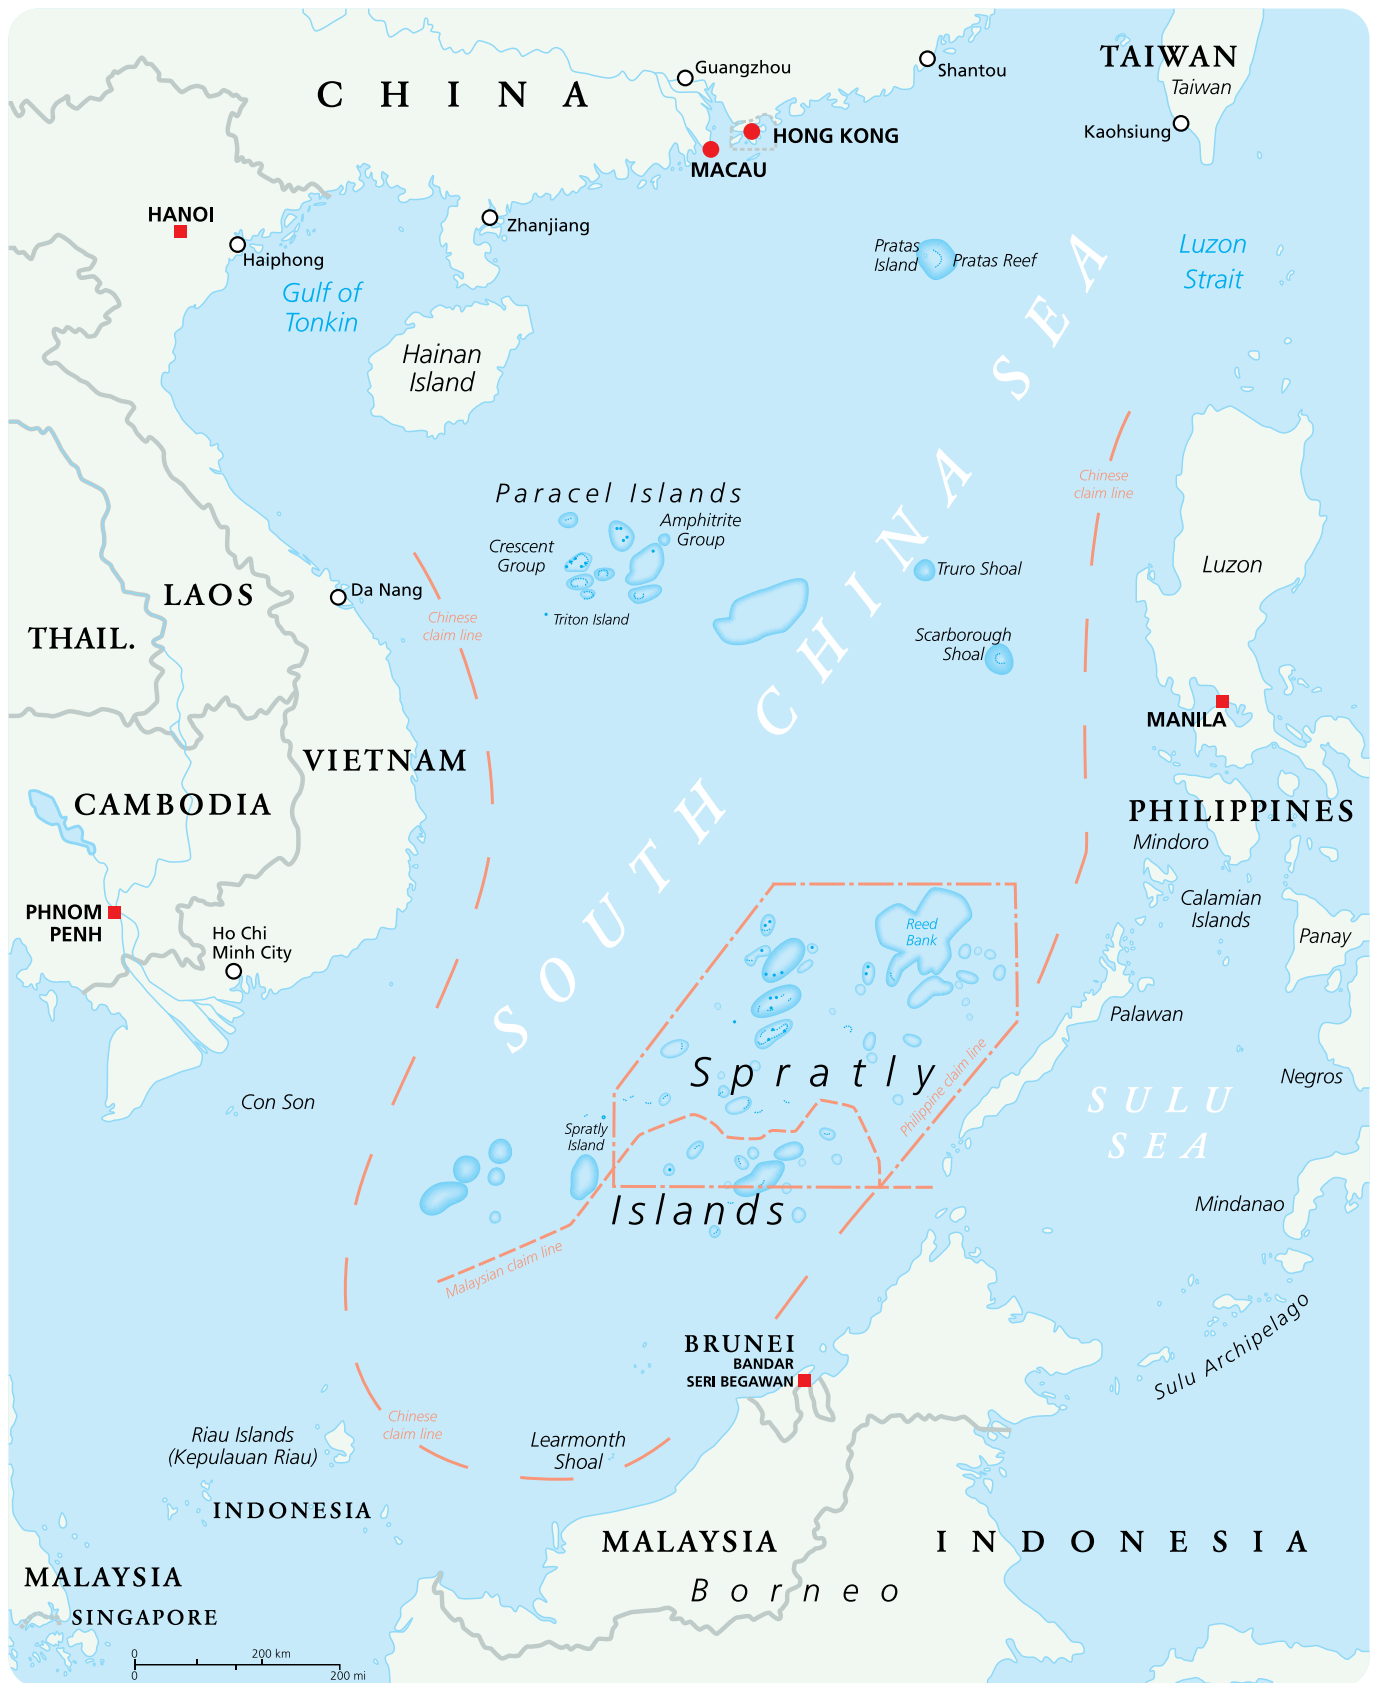 CHINA
Guangzhou
Shantou
TAIWAN
Taiwan
Kaohsiung
HONG KONG
MACAU
HANOI
Haiphong
Zhanjiang
Gulf of
Tonkin
Hainan
Island
Pratas
Island
Pratas Reef
Luzon
Strait
SOUTH CHINA SEA
Paracel Islands
Amphitrite
Group
Crescent
Group
Triton Island
Chinese
claim line
Truro Shoal
Scarborough
Shoal
Luzon
MANILA
LAOS
THAIL.
Da Nang
Chinese
claim line
VIETNAM
CAMBODIA
PHNOM
PENH
Ho Chi
Minh City
PHILIPPINES
Mindoro
Calamian
Islands
Panay
Reed
Bank
Palawan
Negros
Spratly
Islands
Philippine claim line
SULU
SEA
Con Son
Spratly
Island
Mindanao
Malaysian claim line
Sulu Archipelago
BRUNEI
BANDAR
SERI BEGAWAN
Chinese
claim line
Riau Islands
(Kepulauan Riau)
Learmonth
Shoal
INDONESIA
MALAYSIA
INDONESIA
Borneo
MALAYSIA
SINGAPORE
0 200 km
0 200 mi